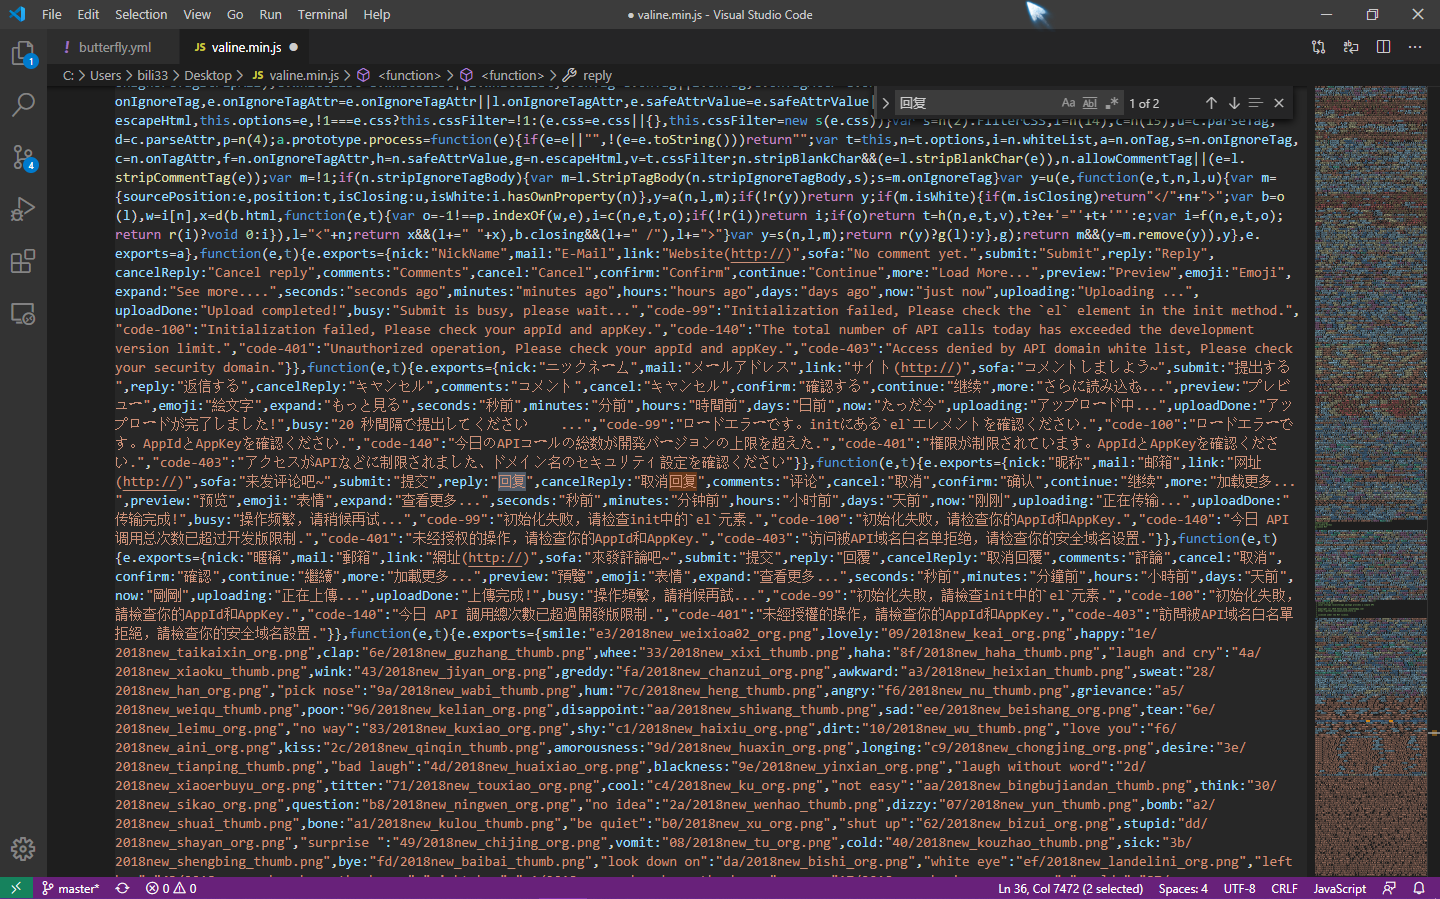 File Edit Selection View Go Run Terminal Help
● valine.min.js - Visual Studio Code
! butterfly.yml
JS valine.min.js ●
C: > Users > bili33 > Desktop > JS valine.min.js > <function> > <function> > reply
回复 Aa Abl .* 1 of 2
onIgnoreTag,e.onIgnoreTagAttr=e.onIgnoreTagAttr||l.onIgnoreTagAttr,e.safeAttrValue=e.safeAttrValue
escapeHtml,this.options=e,!1===e.css?this.cssFilter=!1:(e.css=e.css||{},this.cssFilter=new s(e.css))}var s=n(2).FilterCSS,l=n(14),c=n(15),u=c.parseTag,
d=c.parseAttr,p=n(4);a.prototype.process=function(e){if(e=e||"",!(e=e.toString()))return"";var t=this,n=t.options,i=n.whiteList,a=n.onTag,s=n.onIgnoreTag,
c=n.onTagAttr,f=n.onIgnoreTagAttr,h=n.safeAttrValue,g=n.escapeHtml,v=t.cssFilter;n.stripBlankChar&&(e=l.stripBlankChar(e)),n.allowCommentTag||(e=l.
stripCommentTag(e));var m=!1;if(n.stripIgnoreTagBody){var m=l.StripTagBody(n.stripIgnoreTagBody,s);s=m.onIgnoreTag}var y=u(e,function(e,t,n,l,u){var m=
{sourcePosition:e,position:t,isClosing:u,isWhite:i.hasOwnProperty(n)},y=a(n,l,m);if(!r(y))return y;if(m.isWhite){if(m.isClosing)return"</"+n+">";var b=o
(l),w=i[n],x=d(b.html,function(e,t){var o=-1!==p.indexOf(w,e),i=c(n,e,t,o);if(!r(i))return i;if(o)return t=h(n,e,t,v),t?e+'="'+t+'"':e;var i=f(n,e,t,o);
return r(i)?void 0:i}),l="<"+n;return x&&(l+=" "+x),b.closing&&(l+=" /"),l+=">"}var y=s(n,l,m);return r(y)?g(l):y},g);return m&&(y=m.remove(y)),y},e.
exports=a},function(e,t){e.exports={nick:"NickName",mail:"E-Mail",link:"Website(http://)",sofa:"No comment yet.",submit:"Submit",reply:"Reply",
cancelReply:"Cancel reply",comments:"Comments",cancel:"Cancel",confirm:"Confirm",continue:"Continue",more:"Load More...",preview:"Preview",emoji:"Emoji",
expand:"See more....",seconds:"seconds ago",minutes:"minutes ago",hours:"hours ago",days:"days ago",now:"just now",uploading:"Uploading ...",
uploadDone:"Upload completed!",busy:"Submit is busy, please wait...","code-99":"Initialization failed, Please check the `el` element in the init method.",
"code-100":"Initialization failed, Please check your appId and appKey.","code-140":"The total number of API calls today has exceeded the development
version limit.","code-401":"Unauthorized operation, Please check your appId and appKey.","code-403":"Access denied by API domain white list, Please check
your security domain."}},function(e,t){e.exports={nick:"ニックネーム",mail:"メールアドレス",link:"サイト(http://)",sofa:"コメントしましよう~",submit:"提出する
",reply:"返信する",cancelReply:"キャンセル",comments:"コメント",cancel:"キャンセル",confirm:"確認する",continue:"继续",more:"さらに読み込む...",preview:"プレビ
ュー",emoji:"絵文字",expand:"もっと見る",seconds:"秒前",minutes:"分前",hours:"時間前",days:"日前",now:"たっだ今",uploading:"アップロード中...",uploadDone:"アッ
プロードが完了しました!",busy:"20 秒間隔で提出してください ...","code-99":"ロードエラーです。initにある`el`エレメントを確認ください.","code-100":"ロードエラーで
す。AppIdとAppKeyを確認ください.","code-140":"今日のAPIコールの総数が開発バージョンの上限を超えた.","code-401":"権限が制限されています。AppIdとAppKeyを確認くださ
い.","code-403":"アクセスがAPIなどに制限されました、ドメイン名のセキュリティ設定を確認ください"}},function(e,t){e.exports={nick:"昵称",mail:"邮箱",link:"网址
(http://)",sofa:"来发评论吧~",submit:"提交",reply:"回复",cancelReply:"取消回复",comments:"评论",cancel:"取消",confirm:"确认",continue:"继续",more:"加载更多...
",preview:"预览",emoji:"表情",expand:"查看更多...",seconds:"秒前",minutes:"分钟前",hours:"小时前",days:"天前",now:"刚刚",uploading:"正在传输...",uploadDone:"
传输完成!",busy:"操作频繁，请稍候再试...","code-99":"初始化失败，请检查init中的`el`元素.","code-100":"初始化失败，请检查你的AppId和AppKey.","code-140":"今日 API
调用总次数已超过开发版限制.","code-401":"未经授权的操作，请检查你的AppId和AppKey.","code-403":"访问被API域名白名单拒绝，请检查你的安全域名设置."}},function(e,t)
{e.exports={nick:"暱稱",mail:"郵箱",link:"網址(http://)",sofa:"來發評論吧~",submit:"提交",reply:"回覆",cancelReply:"取消回覆",comments:"評論",cancel:"取消",
confirm:"確認",continue:"繼續",more:"加載更多...",preview:"預覽",emoji:"表情",expand:"查看更多...",seconds:"秒前",minutes:"分鐘前",hours:"小時前",days:"天前",
now:"剛剛",uploading:"正在上傳...",uploadDone:"上傳完成!",busy:"操作頻繁，請稍候再試...","code-99":"初始化失敗，請檢查init中的`el`元素.","code-100":"初始化失敗，
請檢查你的AppId和AppKey.","code-140":"今日 API 調用總次數已超過開發版限制.","code-401":"未經授權的操作，請檢查你的AppId和AppKey.","code-403":"訪問被API域名白名單
拒絕，請檢查你的安全域名設置."}},function(e,t){e.exports={smile:"e3/2018new_weixioa02_org.png",lovely:"09/2018new_keai_org.png",happy:"1e/
2018new_taikaixin_org.png",clap:"6e/2018new_guzhang_thumb.png",whee:"33/2018new_xixi_thumb.png",haha:"8f/2018new_haha_thumb.png","laugh and cry":"4a/
2018new_xiaoku_thumb.png",wink:"43/2018new_jiyan_org.png",greddy:"fa/2018new_chanzui_org.png",awkward:"a3/2018new_heixian_thumb.png",sweat:"28/
2018new_han_org.png","pick nose":"9a/2018new_wabi_thumb.png",hum:"7c/2018new_heng_thumb.png",angry:"f6/2018new_nu_thumb.png",grievance:"a5/
2018new_weiqu_thumb.png",poor:"96/2018new_kelian_org.png",disappoint:"aa/2018new_shiwang_thumb.png",sad:"ee/2018new_beishang_org.png",tear:"6e/
2018new_leimu_org.png","no way":"83/2018new_kuxiao_org.png",shy:"c1/2018new_haixiu_org.png",dirt:"10/2018new_wu_thumb.png","love you":"f6/
2018new_aini_org.png",kiss:"2c/2018new_qinqin_thumb.png",amorousness:"9d/2018new_huaxin_org.png",longing:"c9/2018new_chongjing_org.png",desire:"3e/
2018new_tianping_thumb.png","bad laugh":"4d/2018new_huaixiao_org.png",blackness:"9e/2018new_yinxian_org.png","laugh without word":"2d/
2018new_xiaoerbuyu_org.png",titter:"71/2018new_touxiao_org.png",cool:"c4/2018new_ku_org.png","not easy":"aa/2018new_bingbujiandan_thumb.png",think:"30/
2018new_sikao_org.png",question:"b8/2018new_ningwen_org.png","no idea":"2a/2018new_wenhao_thumb.png",dizzy:"07/2018new_yun_thumb.png",bomb:"a2/
2018new_shuai_thumb.png",bone:"a1/2018new_kulou_thumb.png","be quiet":"b0/2018new_xu_org.png","shut up":"62/2018new_bizui_org.png",stupid:"dd/
2018new_shayan_org.png","surprise ":"49/2018new_chijing_org.png",vomit:"08/2018new_tu_org.png",cold:"40/2018new_kouzhao_thumb.png",sick:"3b/
2018new_shengbing_thumb.png",bye:"fd/2018new_baibai_thumb.png","look down on":"da/2018new_bishi_org.png","white eye":"ef/2018new_landelini_org.png","left
1
4
master* 0 0
Ln 36, Col 7472 (2 selected) Spaces: 4 UTF-8 CRLF JavaScript